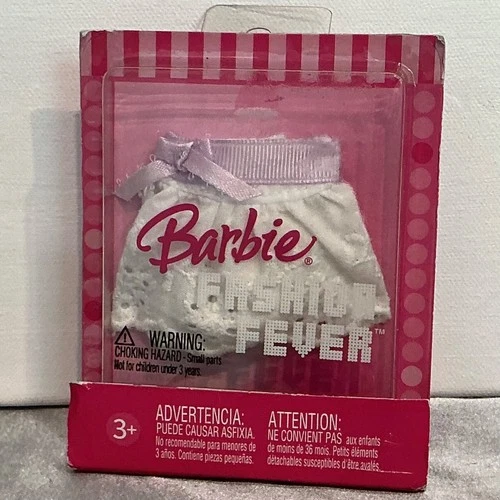 Barbie®
FASHION
FEVER™
⚠ WARNING:
CHOKING HAZARD - Small parts
Not for children under 3 years.
3+
ADVERTENCIA:
PUEDE CAUSAR ASFIXIA.
No recomendable para menores de
3 años. Contiene piezas pequeñas.
ATTENTION:
NE CONVIENT PAS aux enfants
de moins de 36 mois. Petits éléments
détachables susceptibles d'être avalés.